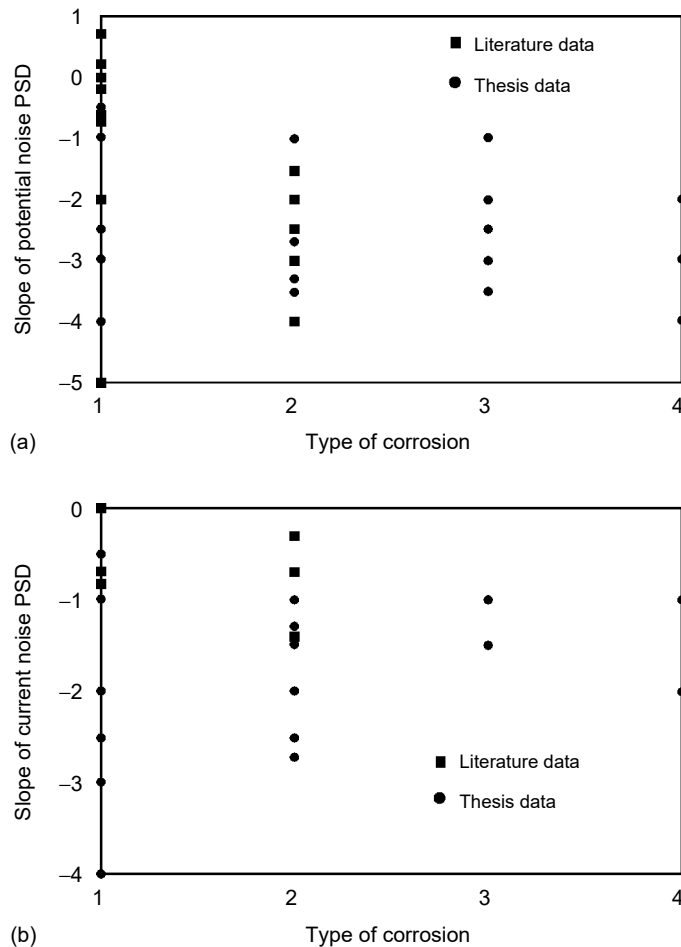 1
0
−1
−2
−3
−4
−5
Slope of potential noise PSD
Literature data
Thesis data
1 2 3 4
(a)
Type of corrosion
0
−1
−2
−3
−4
Slope of current noise PSD
Literature data
Thesis data
1 2 3 4
(b)
Type of corrosion